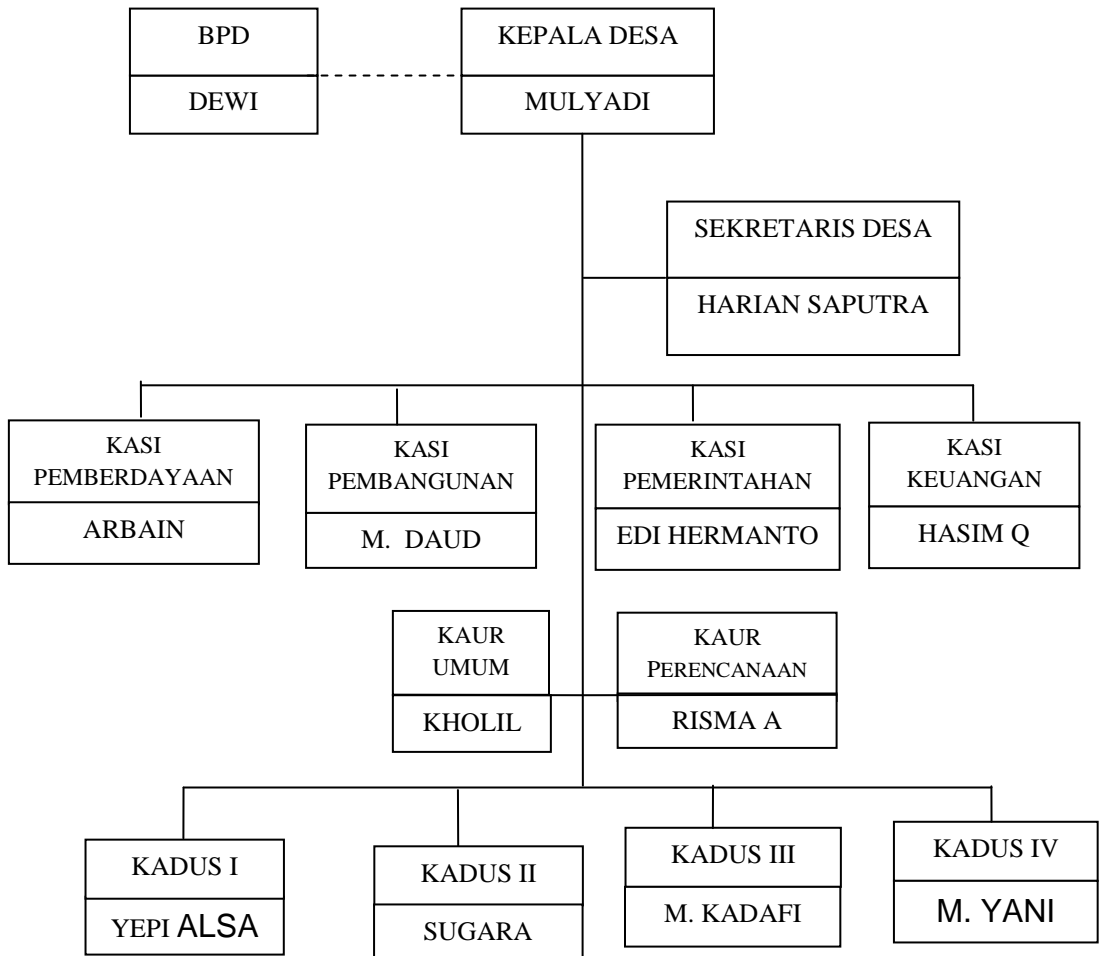 BPD
DEWI
KEPALA DESA
MULYADI
SEKRETARIS DESA
HARIAN SAPUTRA
KASI
PEMBERDAYAAN
ARBAIN
KASI
PEMBANGUNAN
M. DAUD
KASI
PEMERINTAHAN
EDI HERMANTO
KASI
KEUANGAN
HASIM Q
KAUR
UMUM
KHOLIL
KAUR
PERENCANAAN
RISMA A
KADUS I
YEPI ALSA
KADUS II
SUGARA
KADUS III
M. KADAFI
KADUS IV
M. YANI